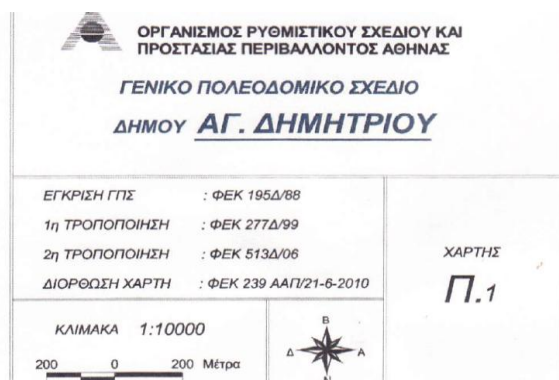 ΟΡΓΑΝΙΣΜΟΣ ΡΥΘΜΙΣΤΙΚΟΥ ΣΧΕΔΙΟΥ ΚΑΙ
ΠΡΟΣΤΑΣΙΑΣ ΠΕΡΙΒΑΛΛΟΝΤΟΣ ΑΘΗΝΑΣ
ΓΕΝΙΚΟ ΠΟΛΕΟΔΟΜΙΚΟ ΣΧΕΔΙΟ
ΔΗΜΟΥ ΑΓ. ΔΗΜΗΤΡΙΟΥ
ΕΓΚΡΙΣΗ ΓΠΣ : ΦΕΚ 195Δ/88
1η ΤΡΟΠΟΠΟΙΗΣΗ : ΦΕΚ 277Δ/99
2η ΤΡΟΠΟΠΟΙΗΣΗ : ΦΕΚ 513Δ/06
ΔΙΟΡΘΩΣΗ ΧΑΡΤΗ : ΦΕΚ 239 ΑΑΠ/21-6-2010
ΧΑΡΤΗΣ
Π.1
ΚΛΙΜΑΚΑ 1:10000
200 0 200 Μέτρα
Β
Δ Α
Ν